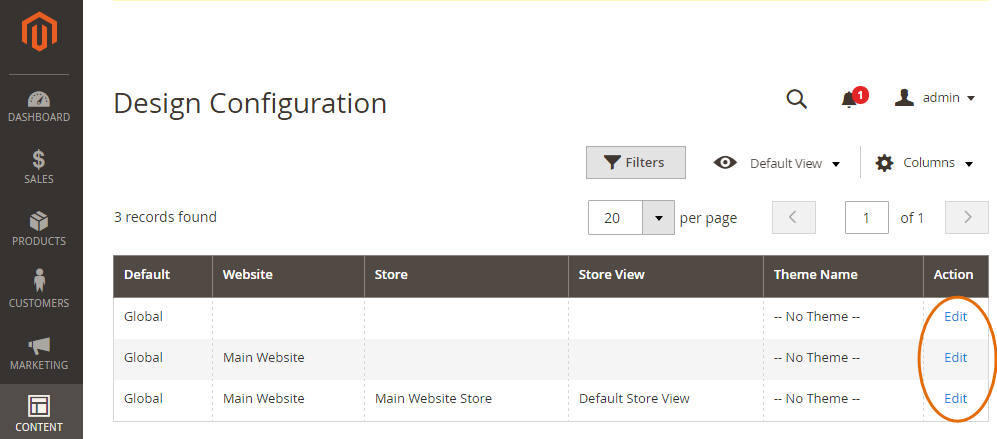 Design Configuration
1
admin
DASHBOARD
Filters
Default View
Columns
SALES
3 records found
20
per page
1
of 1
PRODUCTS
Default Website Store Store View Theme Name Action
CUSTOMERS
Global -- No Theme -- Edit
Global Main Website -- No Theme -- Edit
MARKETING
Global Main Website Main Website Store Default Store View -- No Theme -- Edit
CONTENT